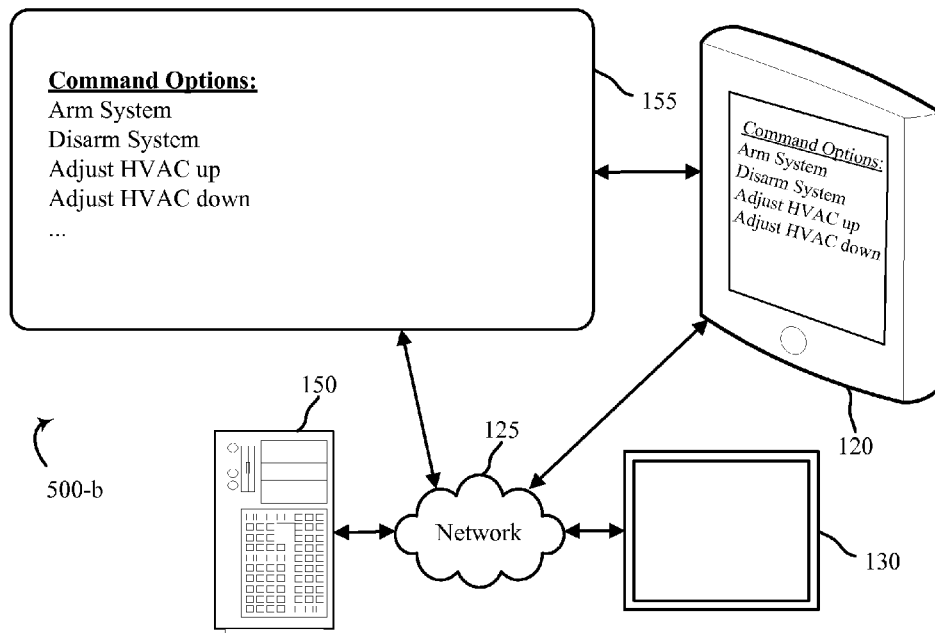 Command Options:
Arm System
Disarm System
Adjust HVAC up
Adjust HVAC down
...
155
Command Options:
Arm System
Disarm System
Adjust HVAC up
Adjust HVAC down
120
150
125
500-b
Network
130